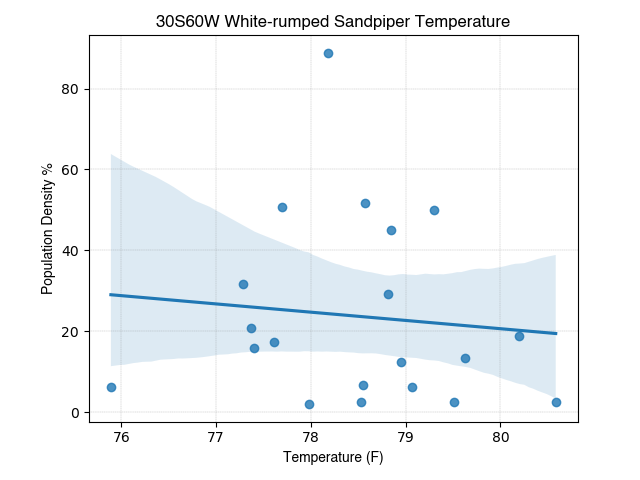 30S60W White-rumped Sandpiper Temperature
Population Density %
80
60
40
20
0
76 77 78 79 80
Temperature (F)